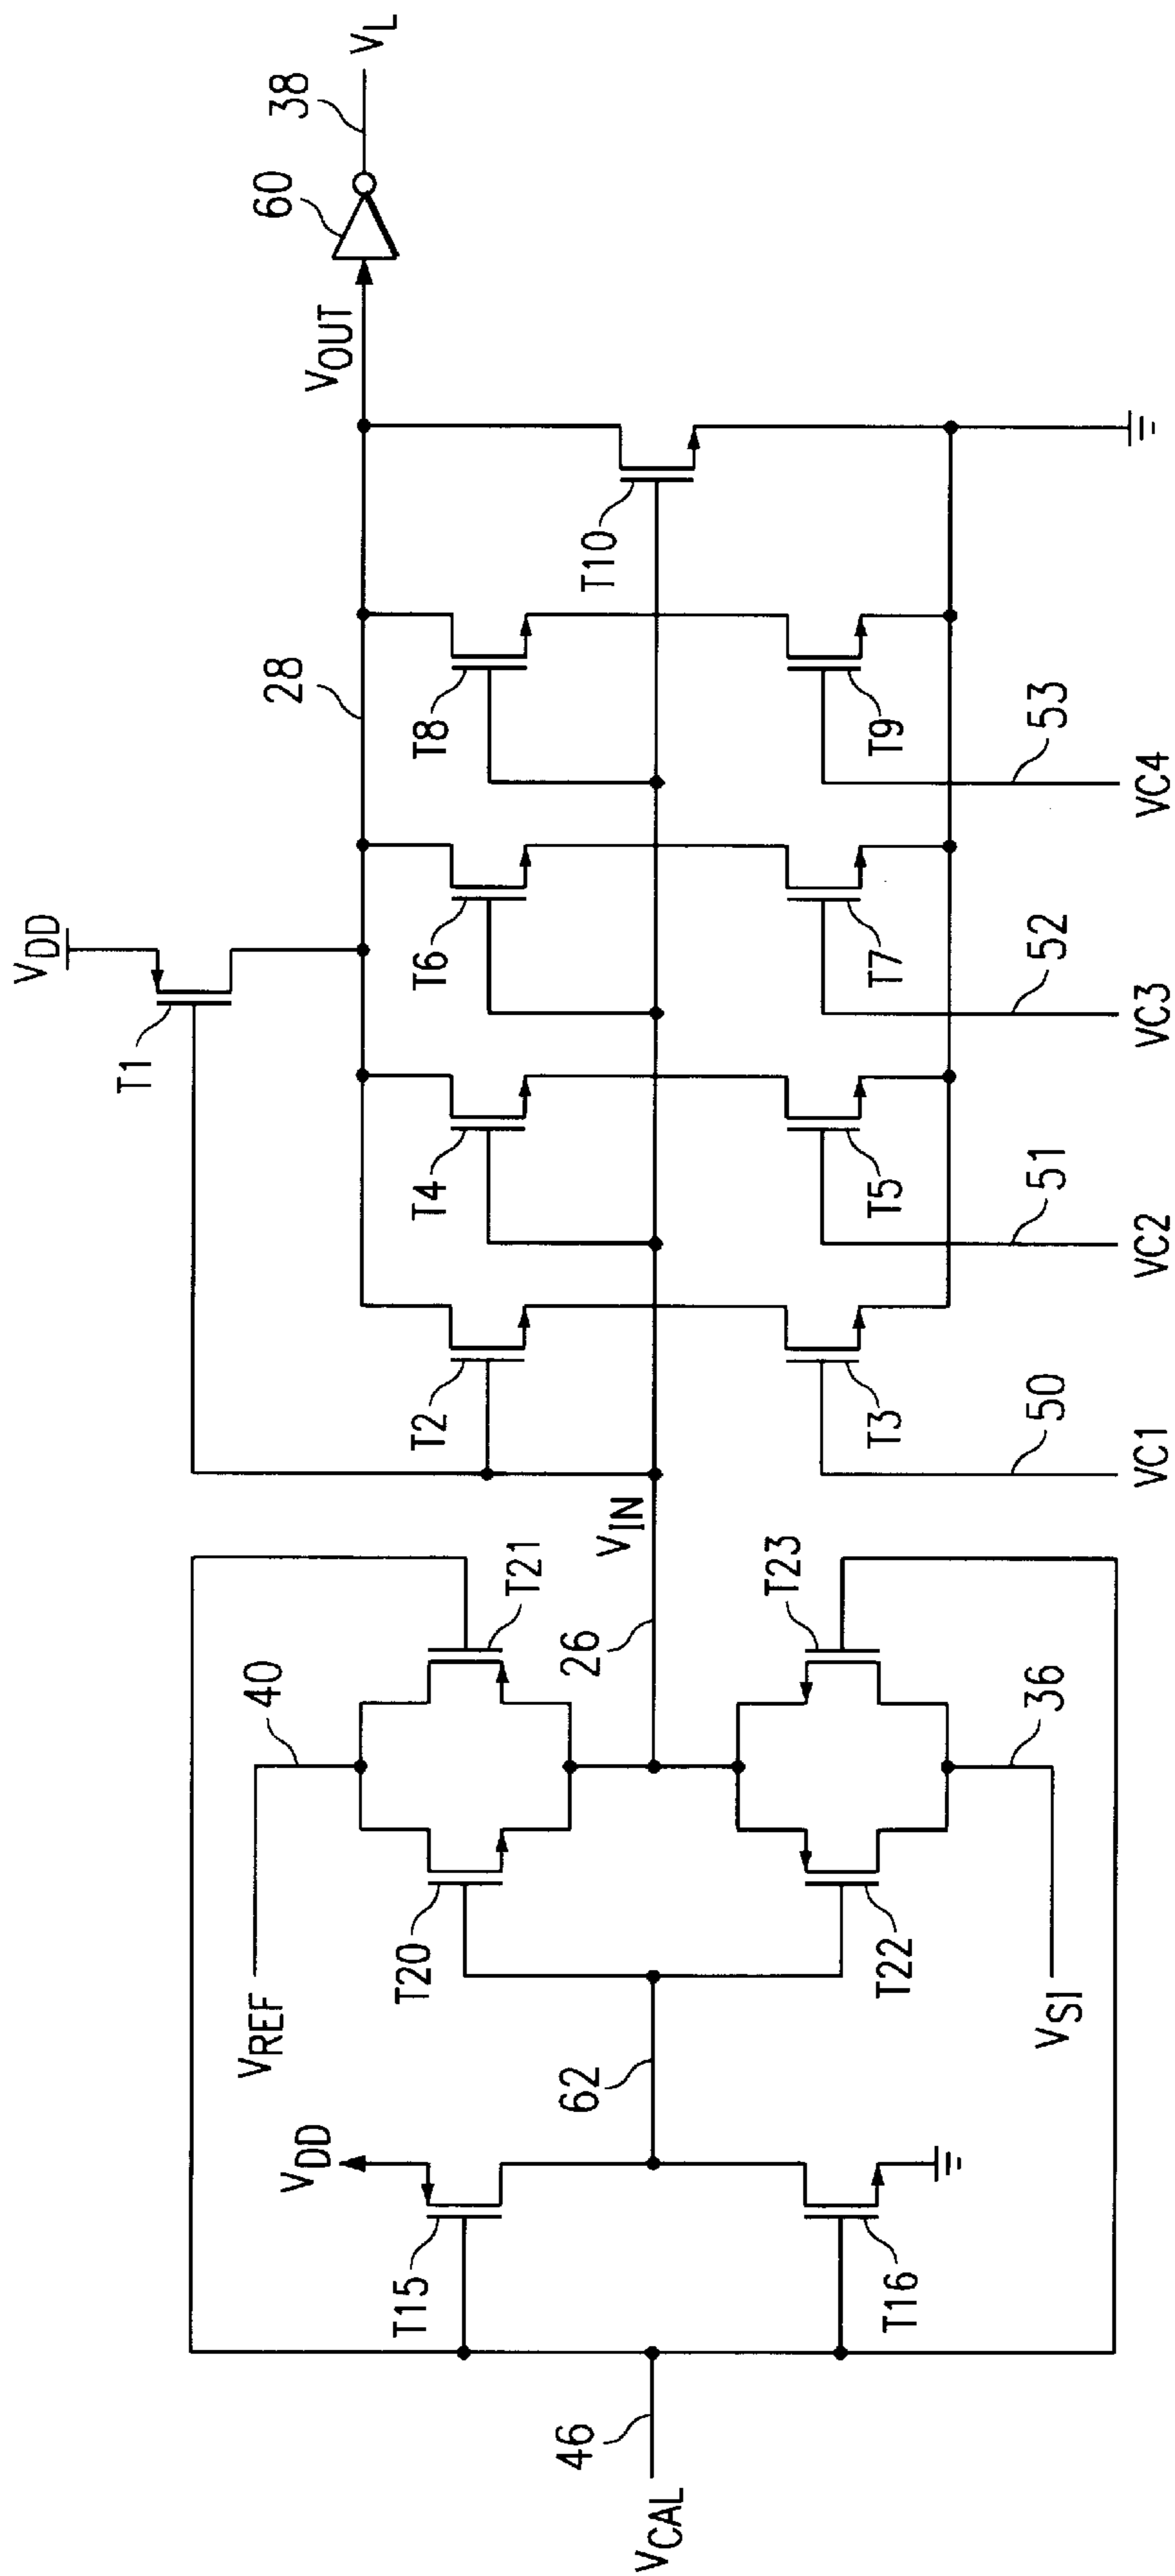 VCAL
46
T15
T16
VDD
62
VREF
40
T20
T21
T22
T23
VSI
36
26
VIN
T1
VDD
T2
T3
VC1
50
T4
T5
VC2
51
T6
T7
VC3
52
T8
T9
VC4
53
28
T10
VOUT
60
38
VL